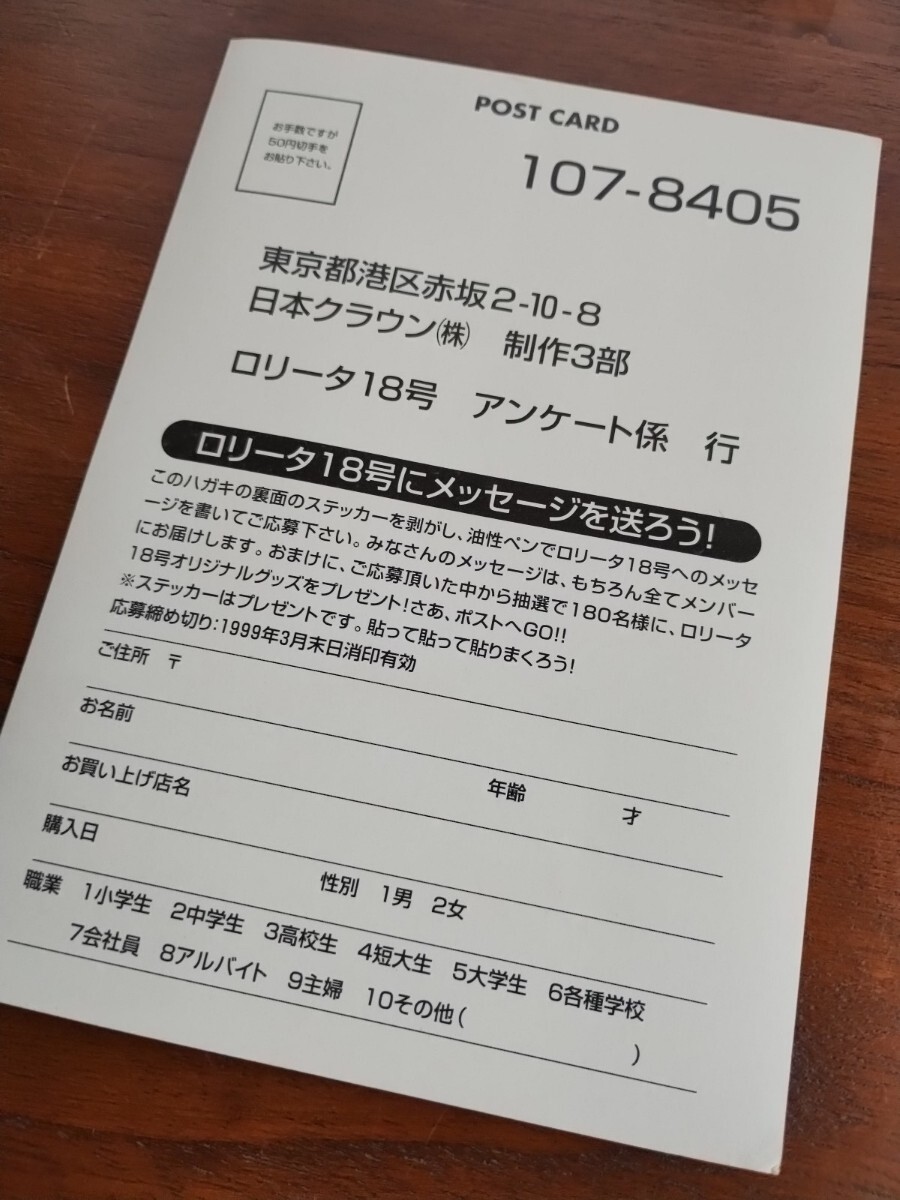 POST CARD
お手数ですが
50円切手を
お貼り下さい。
107-8405
東京都港区赤坂2-10-8
日本クラウン㈱ 制作3部
ロリータ18号 アンケート係 行
ロリータ18号にメッセージを送ろう!
このハガキの裏面のステッカーを剥がし、油性ペンでロリータ18号へのメッセ
ージを書いてご応募下さい。みなさんのメッセージは、もちろん全てメンバー
にお届けします。おまけに、ご応募頂いた中から抽選で180名様に、ロリータ
18号オリジナルグッズをプレゼント!さあ、ポストへGO!!
※ステッカーはプレゼントです。貼って貼って貼りまくろう!
応募締め切り:1999年3月末日消印有効
ご住所 〒
お名前 年齢 才
お買い上げ店名
購入日 性別 1男 2女
職業 1小学生 2中学生 3高校生 4短大生 5大学生 6各種学校
7会社員 8アルバイト 9主婦 10その他( )